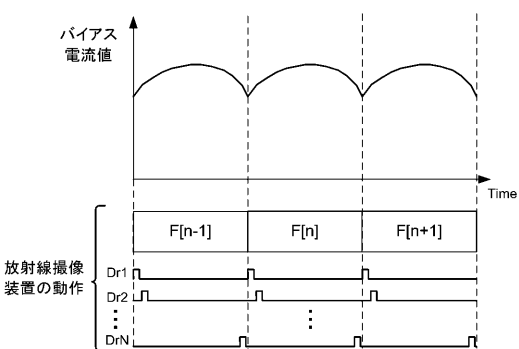 バイアス
電流値
Time
F[n-1] F[n] F[n+1]
放射線撮像
装置の動作
Dr1
Dr2
DrN